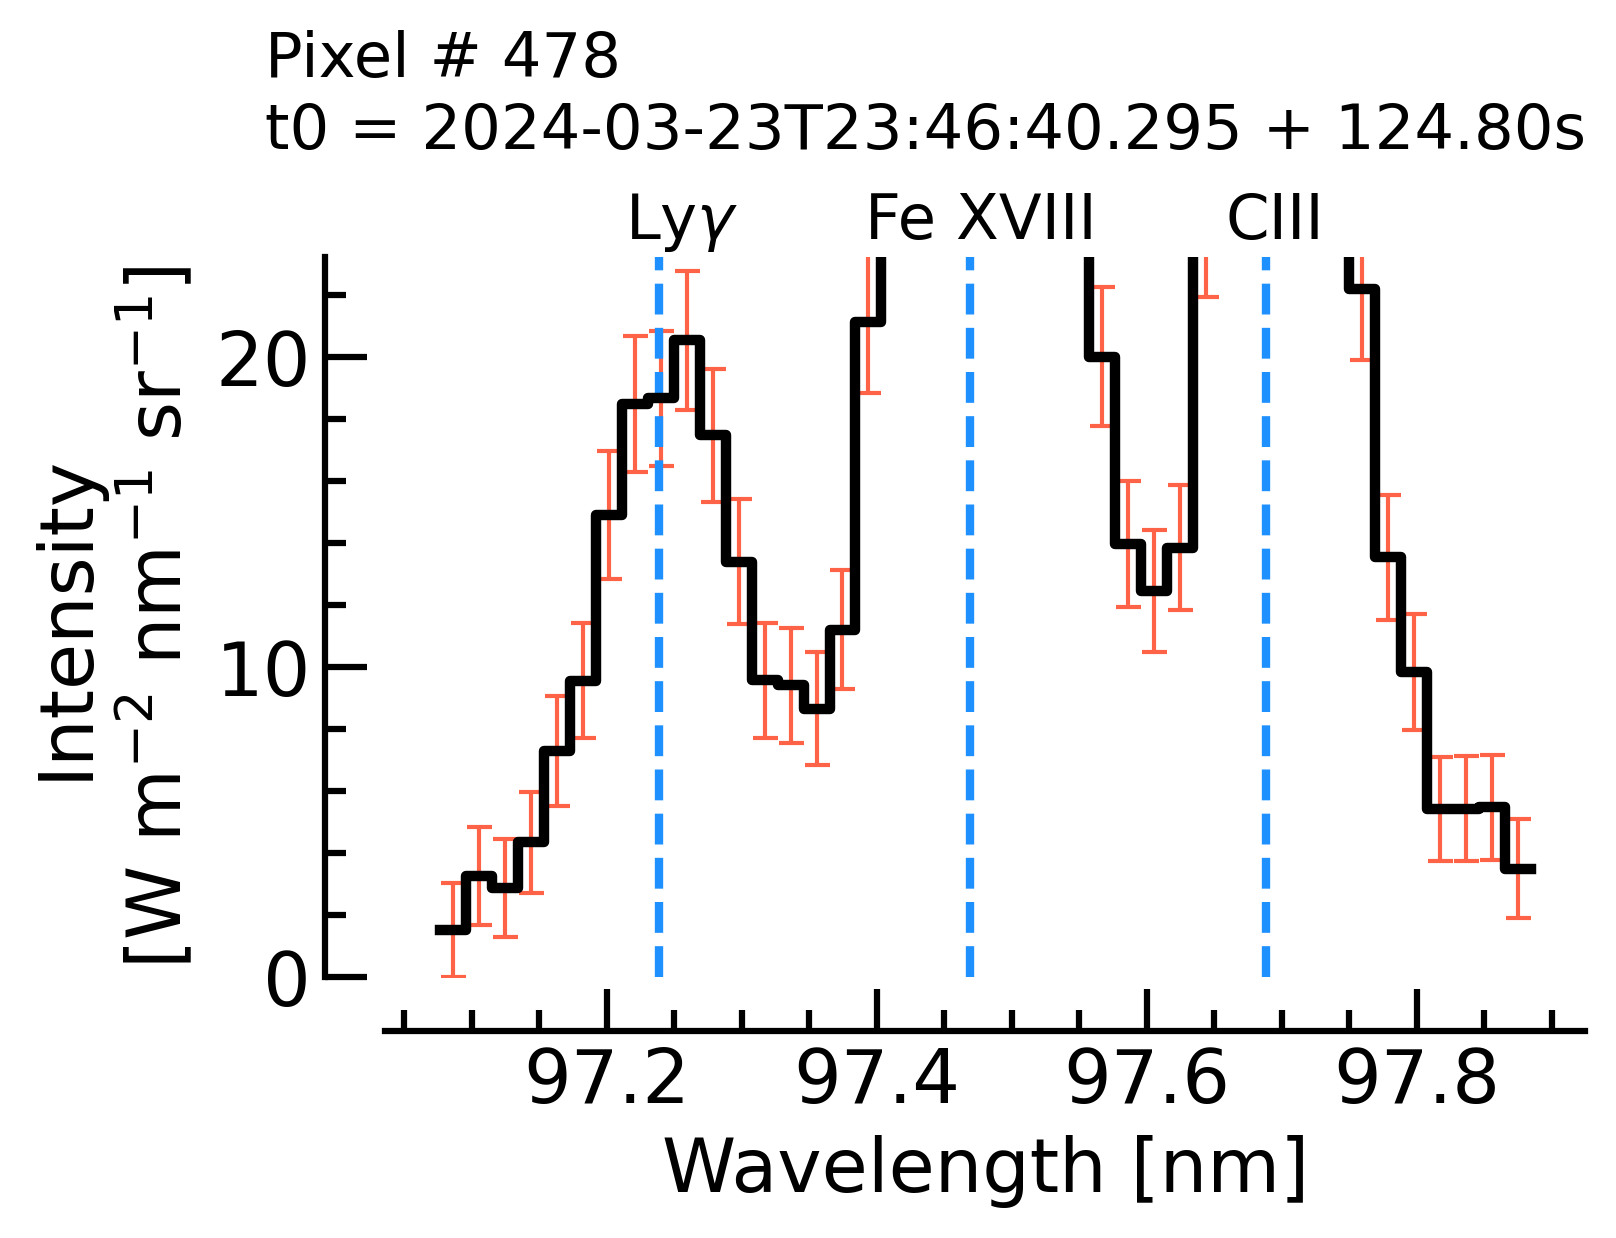 Pixel # 478
t0 = 2024-03-23T23:46:40.295 + 124.80s
Lyγ Fe XVIII CIII
Intensity
[W m⁻² nm⁻¹ sr⁻¹]
20
10
0
97.2 97.4 97.6 97.8
Wavelength [nm]